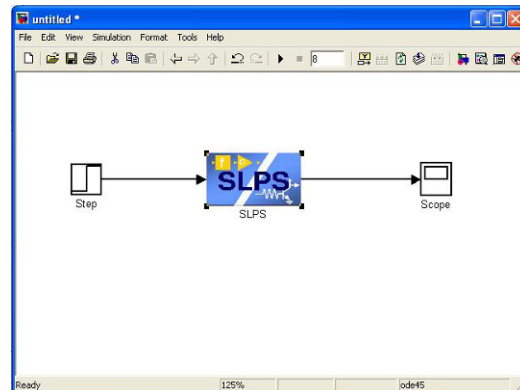 untitled *
File Edit View Simulation Format Tools Help
8
f G
SLPS
Step
SLPS
Scope
Ready 125% ode45